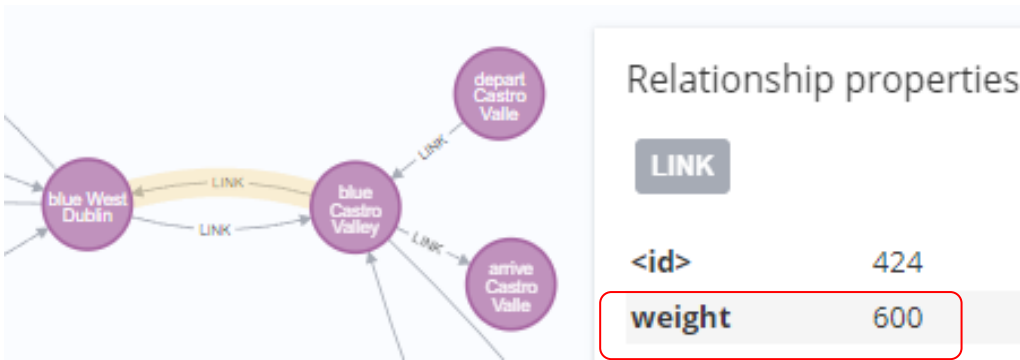 depart
Castro
Valle
LINK
blue West
Dublin
LINK
LINK
blue
Castro
Valley
LINK
arrive
Castro
Valle
Relationship properties
LINK
<id> 424
weight 600